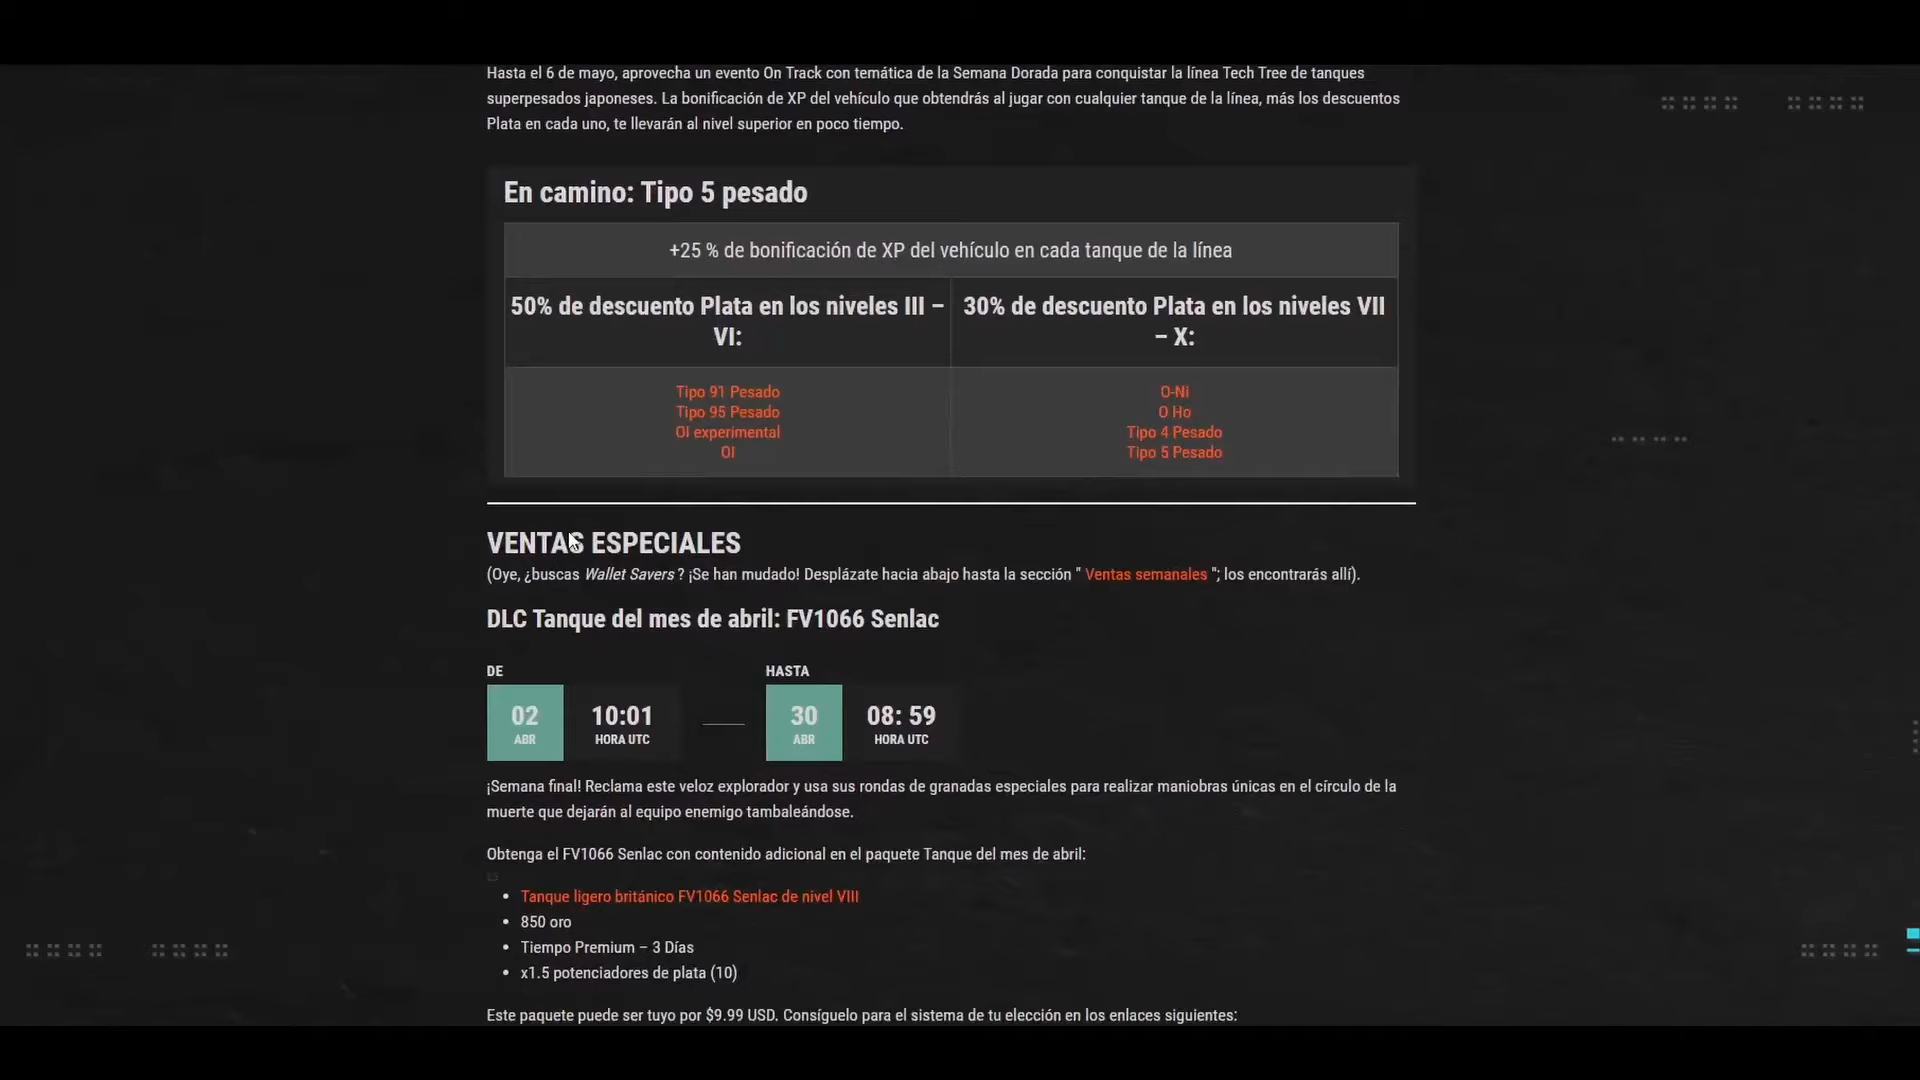 Hasta el 6 de mayo, aprovecha un evento On Track con temática de la Semana Dorada para conquistar la línea Tech Tree de tanques
superpesados japoneses. La bonificación de XP del vehículo que obtendrás al jugar con cualquier tanque de la línea, más los descuentos
Plata en cada uno, te llevarán al nivel superior en poco tiempo.
En camino: Tipo 5 pesado
+25 % de bonificación de XP del vehículo en cada tanque de la línea
50% de descuento Plata en los niveles III –
VI:
30% de descuento Plata en los niveles VII
– X:
Tipo 91 Pesado
Tipo 95 Pesado
OI experimental
OI
O-Ni
O Ho
Tipo 4 Pesado
Tipo 5 Pesado
VENTAS ESPECIALES
(Oye, ¿buscas Wallet Savers ? ¡Se han mudado! Desplázate hacia abajo hasta la sección " Ventas semanales "; los encontrarás allí).
DLC Tanque del mes de abril: FV1066 Senlac
DE
HASTA
02
ABR
10:01
HORA UTC
30
ABR
08: 59
HORA UTC
¡Semana final! Reclama este veloz explorador y usa sus rondas de granadas especiales para realizar maniobras únicas en el círculo de la
muerte que dejarán al equipo enemigo tambaleándose.
Obtenga el FV1066 Senlac con contenido adicional en el paquete Tanque del mes de abril:
• Tanque ligero británico FV1066 Senlac de nivel VIII
• 850 oro
• Tiempo Premium – 3 Días
• x1.5 potenciadores de plata (10)
Este paquete puede ser tuyo por $9.99 USD. Consíguelo para el sistema de tu elección en los enlaces siguientes: